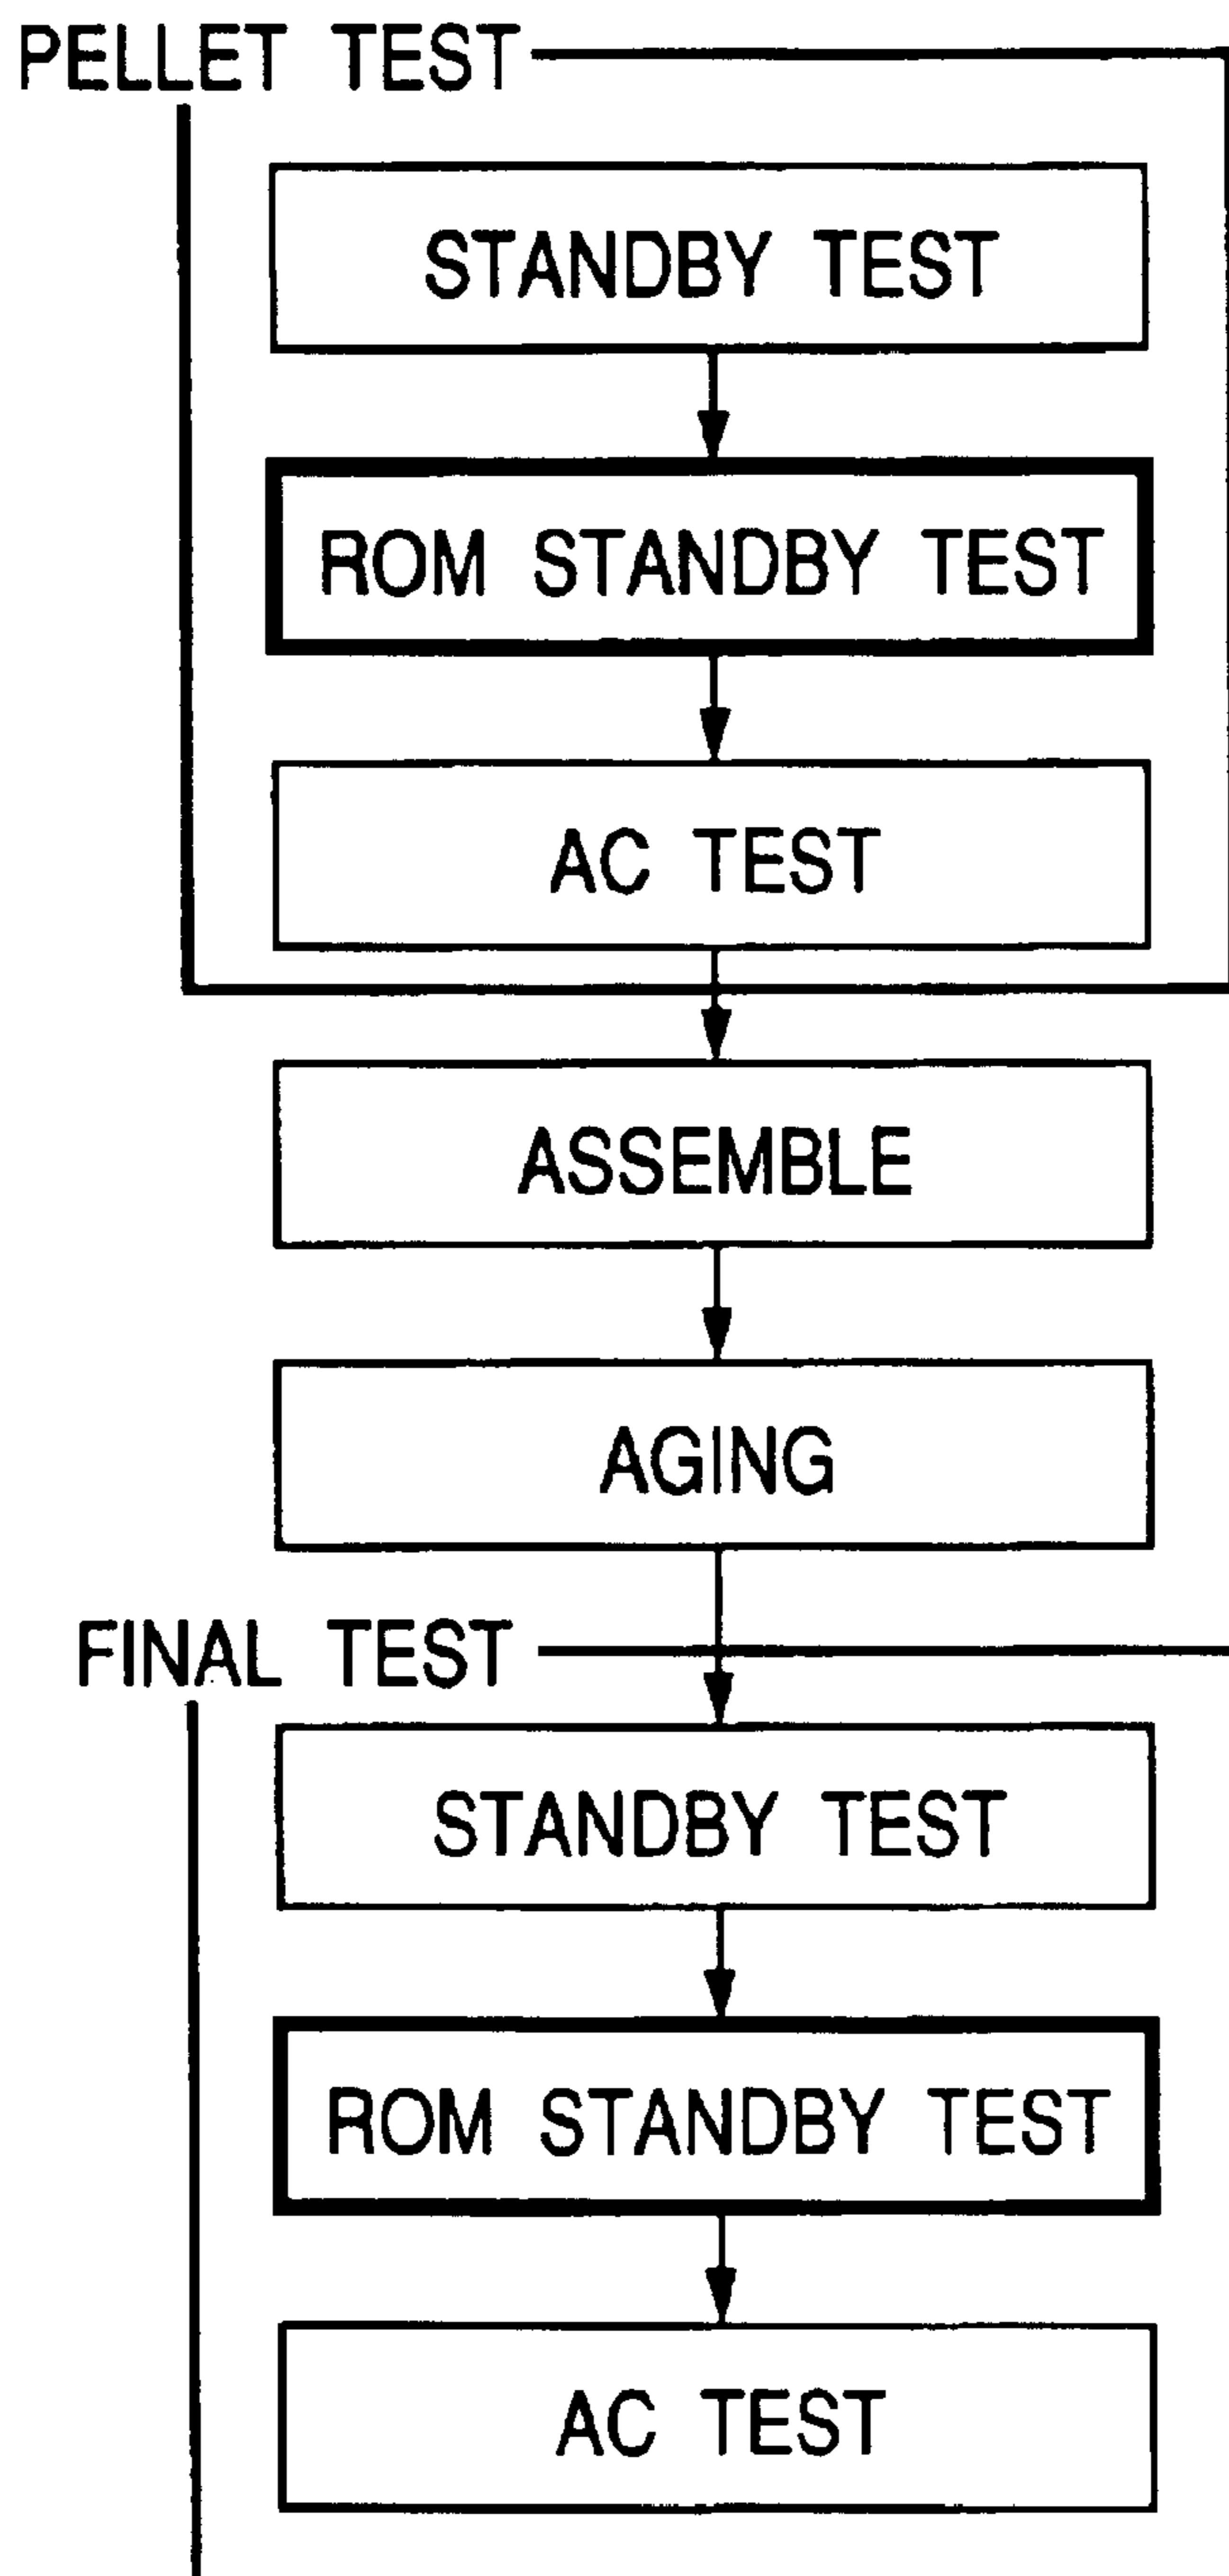 PELLET TEST
STANDBY TEST
ROM STANDBY TEST
AC TEST
ASSEMBLE
AGING
FINAL TEST
STANDBY TEST
ROM STANDBY TEST
AC TEST